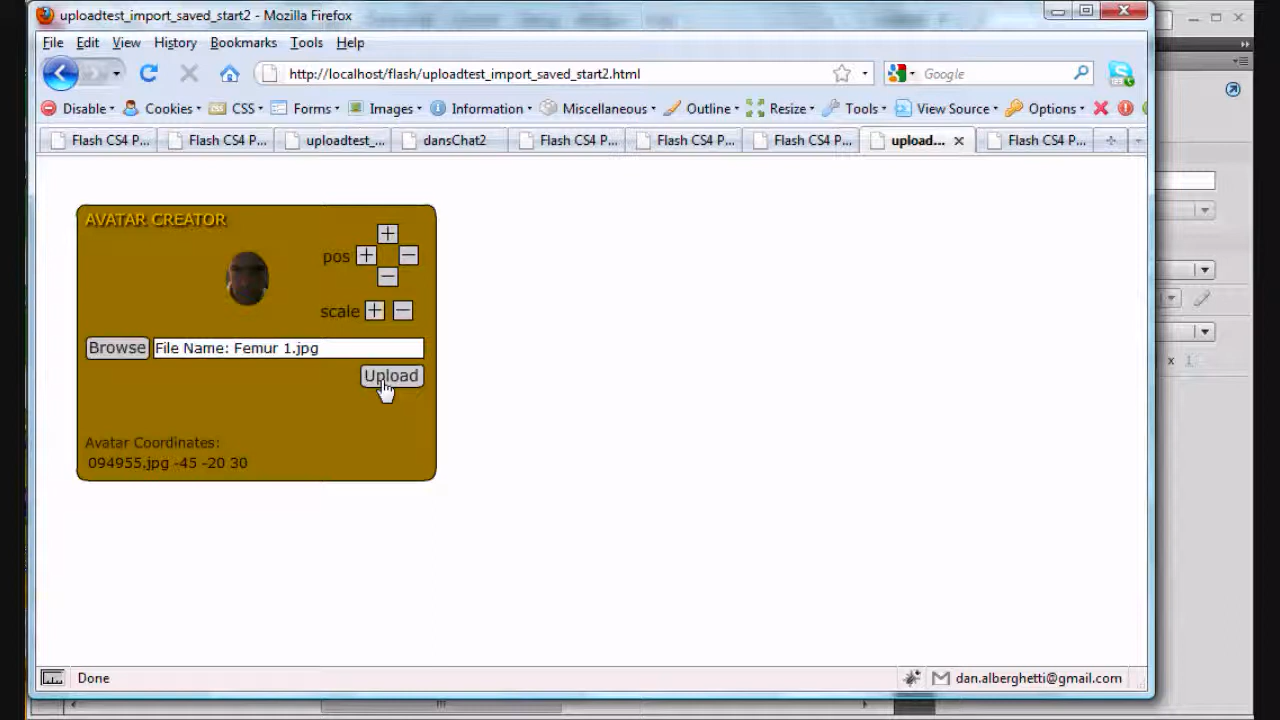 uploadtest_import_saved_start2 - Mozilla Firefox
File Edit View History Bookmarks Tools Help
http://localhost/flash/uploadtest_import_saved_start2.html
Google
Disable Cookies CSS Forms Images Information Miscellaneous Outline Resize Tools View Source Options
Flash CS4 P... Flash CS4 P... uploadtest_... dansChat2 Flash CS4 P... Flash CS4 P... Flash CS4 P... upload... Flash CS4 P...
AVATAR CREATOR
+
pos + −
−
scale + −
Browse File Name: Femur 1.jpg
Upload
Avatar Coordinates:
094955.jpg -45 -20 30
Done
dan.alberghetti@gmail.com
x